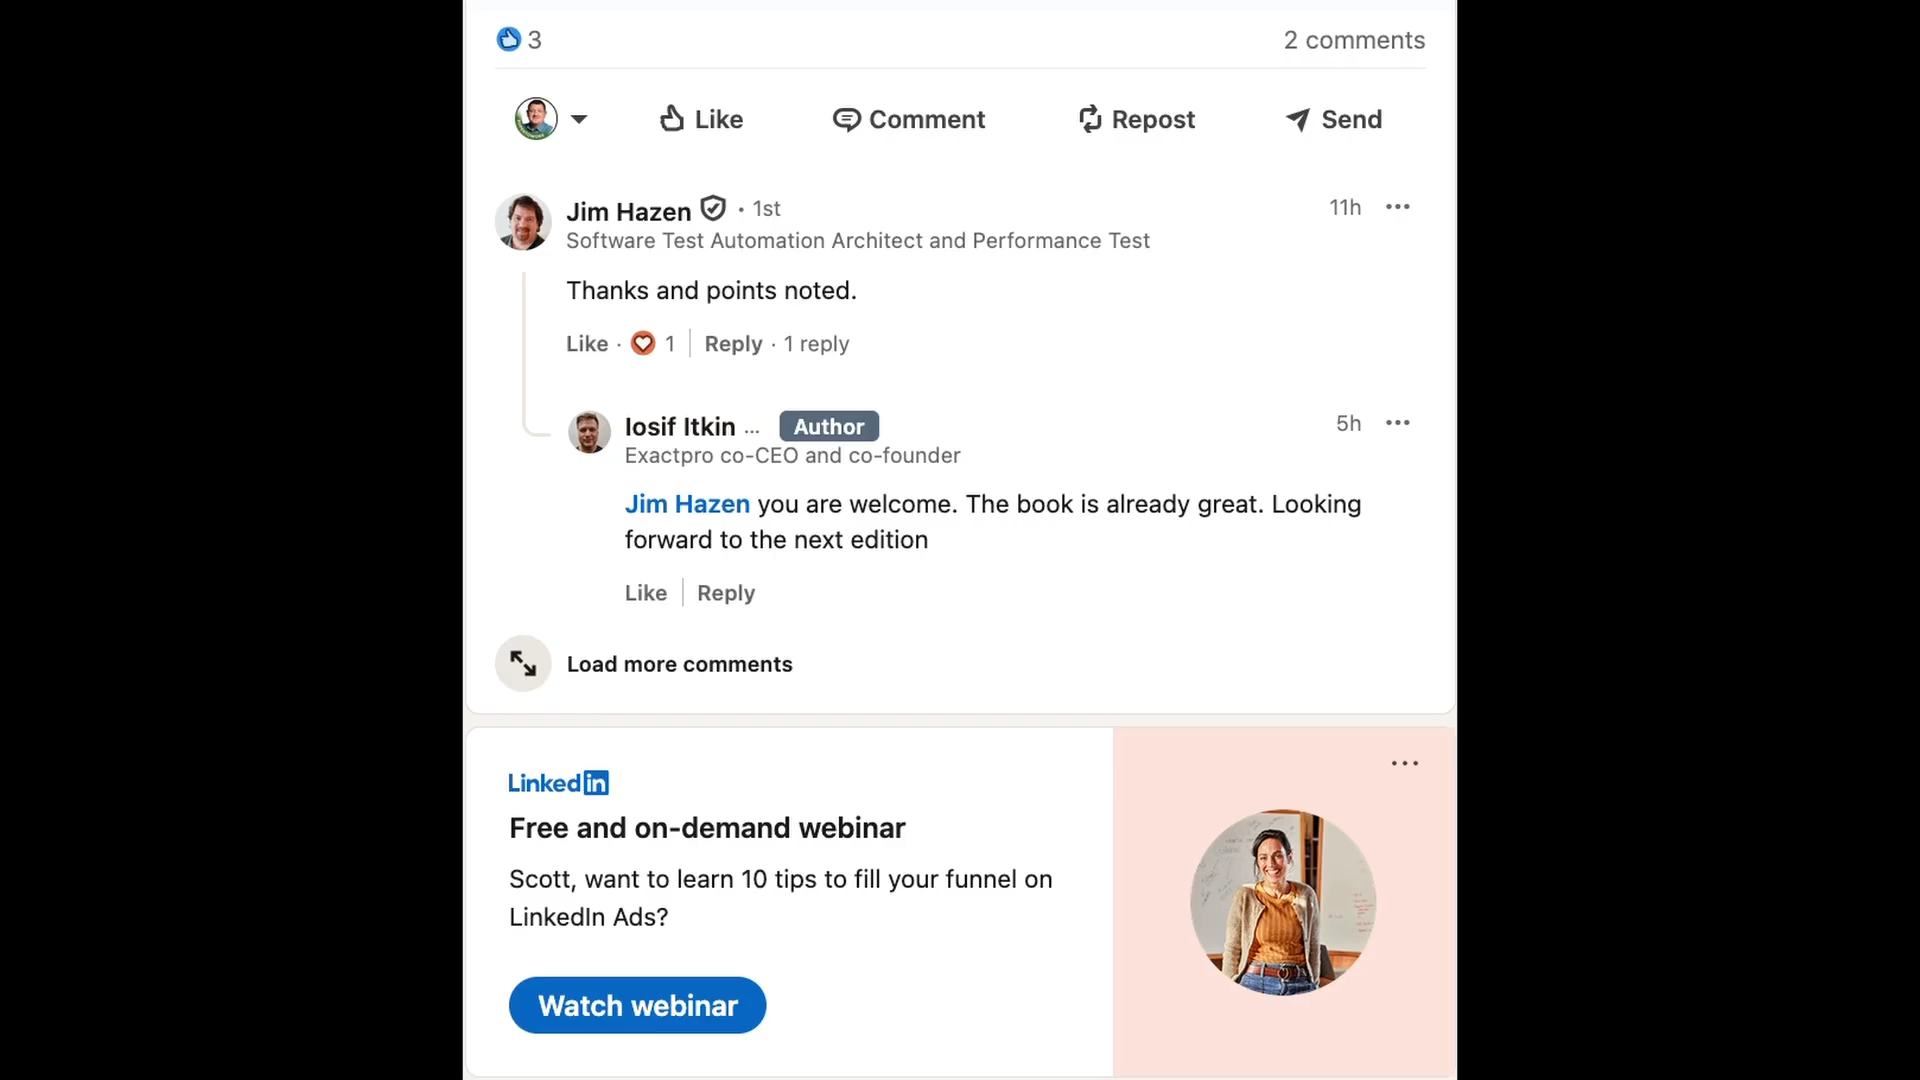 3
2 comments
Like
Comment
Repost
Send
Jim Hazen • 1st
11h
Software Test Automation Architect and Performance Test
Thanks and points noted.
Like · 1 | Reply · 1 reply
Iosif Itkin ... Author
5h
Exactpro co-CEO and co-founder
Jim Hazen you are welcome. The book is already great. Looking
forward to the next edition
Like | Reply
Load more comments
Linked in
Free and on-demand webinar
Scott, want to learn 10 tips to fill your funnel on
LinkedIn Ads?
Watch webinar